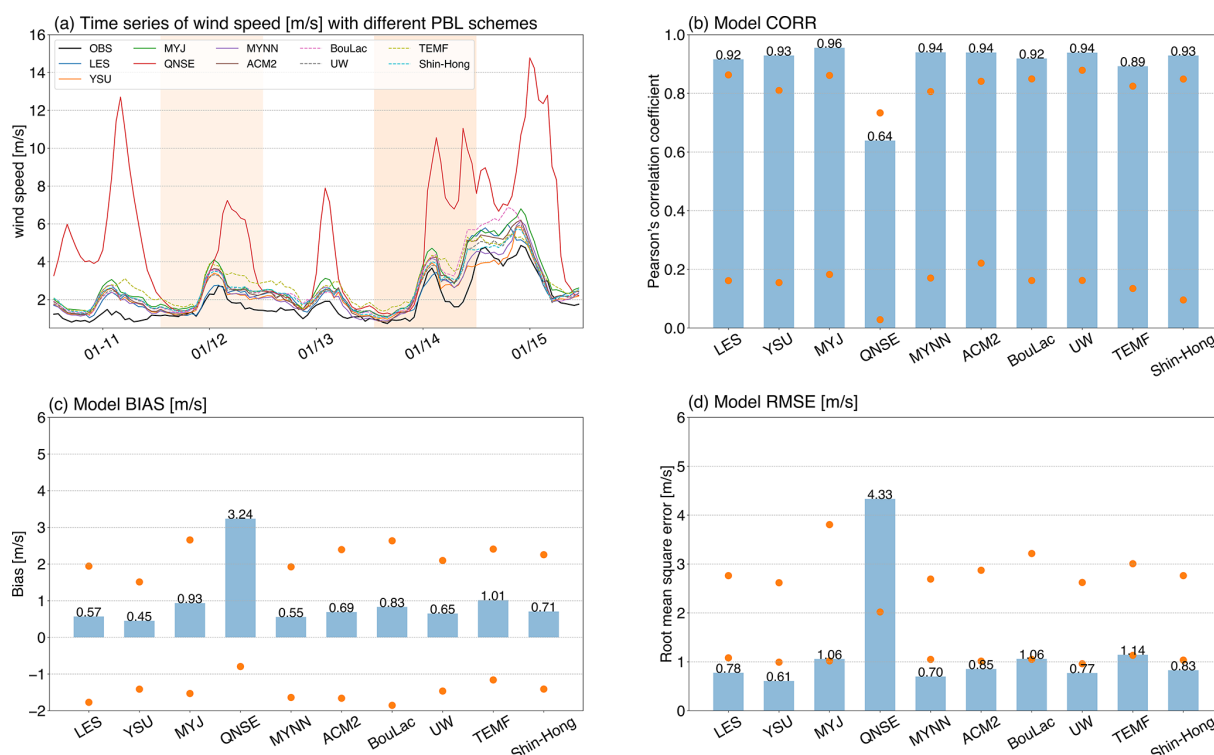 (a) Time series of wind speed [m/s] with different PBL schemes
OBS
LES
YSU
MYJ
QNSE
MYNN
ACM2
BouLac
UW
TEMF
Shin-Hong
wind speed [m/s]
16
14
12
10
8
6
4
2
01-11
01/12
01/13
01/14
01/15
(b) Model CORR
Pearson's correlation coefficient
1.0
0.8
0.6
0.4
0.2
0.0
0.92
0.93
0.96
0.64
0.94
0.94
0.92
0.94
0.89
0.93
LES
YSU
MYJ
QNSE
MYNN
ACM2
BouLac
UW
TEMF
Shin-Hong
(c) Model BIAS [m/s]
Bias [m/s]
6
5
4
3
2
1
0
−1
−2
0.57
0.45
0.93
3.24
0.55
0.69
0.83
0.65
1.01
0.71
LES
YSU
MYJ
QNSE
MYNN
ACM2
BouLac
UW
TEMF
Shin-Hong
(d) Model RMSE [m/s]
Root mean square error [m/s]
6
5
4
3
2
1
0
0.78
0.61
1.06
4.33
0.70
0.85
1.06
0.77
1.14
0.83
LES
YSU
MYJ
QNSE
MYNN
ACM2
BouLac
UW
TEMF
Shin-Hong